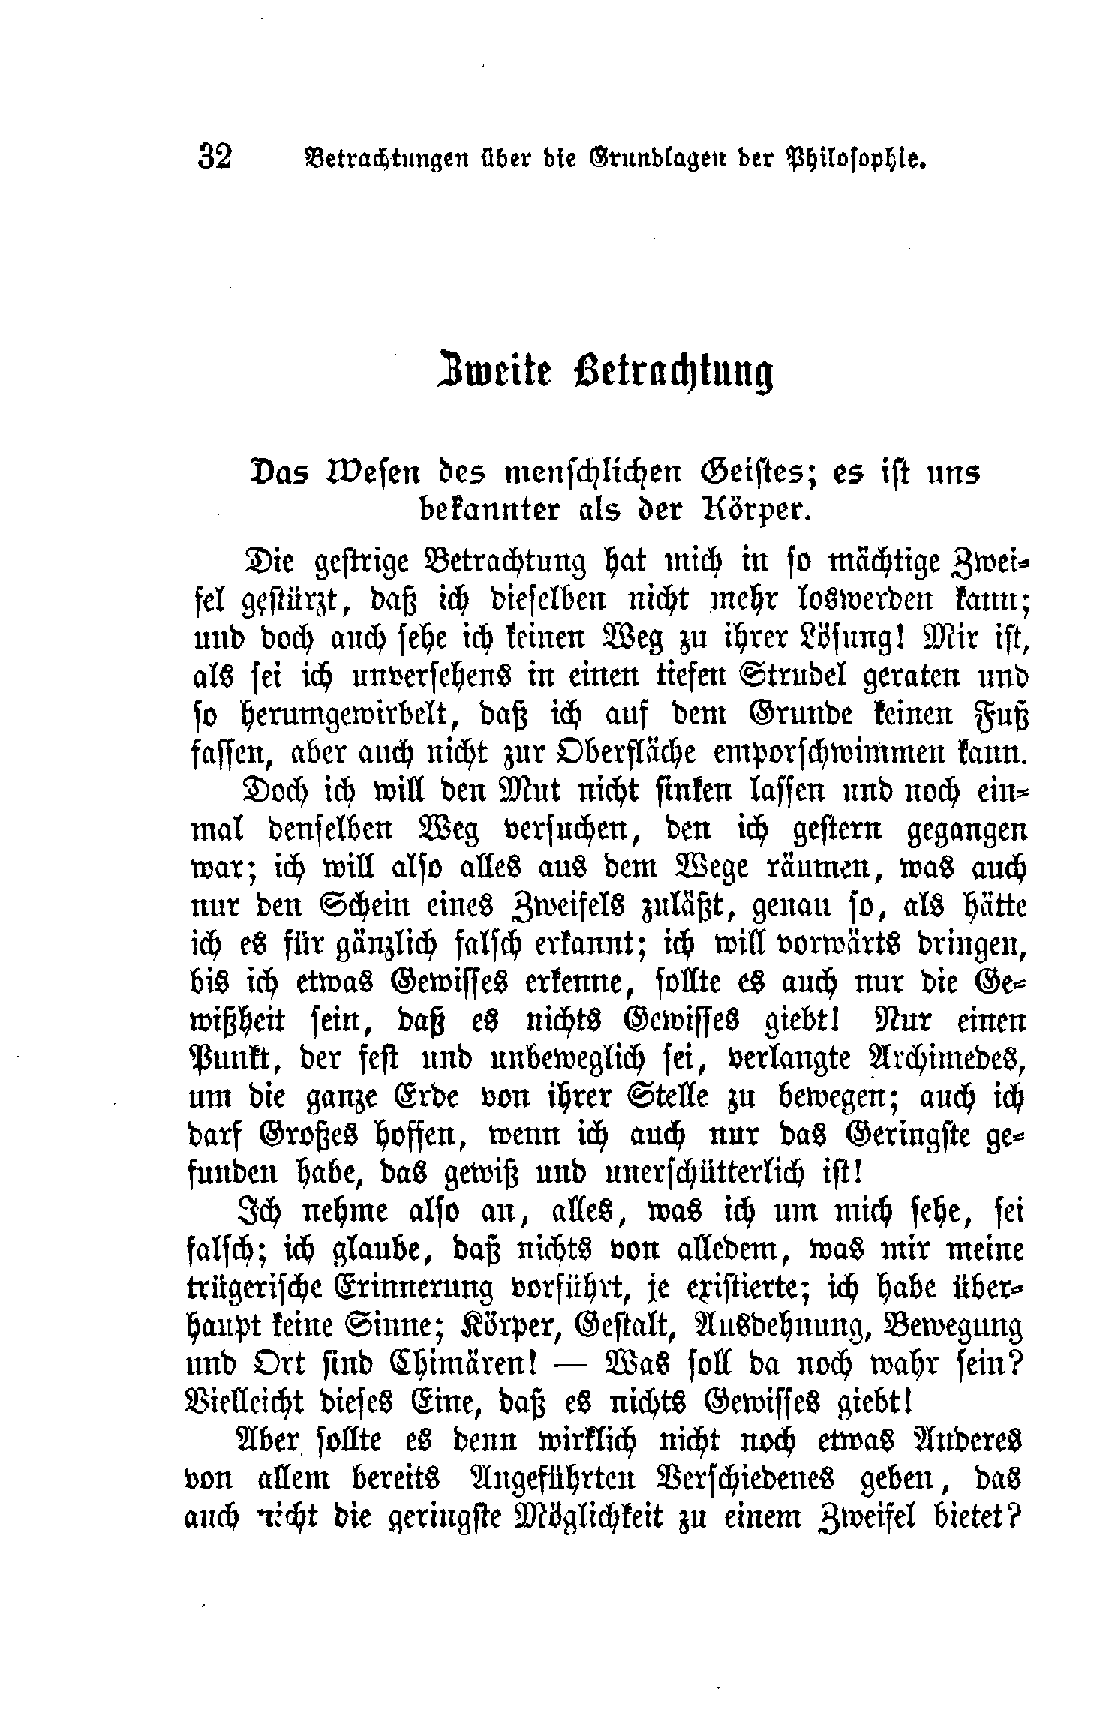 32 Betrachtungen über die Grundlagen der Philosophie.
Zweite Betrachtung
Das Wesen des menschlichen Geistes; es ist uns
bekannter als der Körper.
Die gestrige Betrachtung hat mich in so mächtige Zwei-
fel gestürzt, daß ich dieselben nicht mehr loswerden kann;
und doch auch sehe ich keinen Weg zu ihrer Lösung! Mir ist,
als sei ich unversehens in einen tiefen Strudel geraten und
so herumgewirbelt, daß ich auf dem Grunde keinen Fuß
fassen, aber auch nicht zur Oberfläche emporschwimmen kann.
Doch ich will den Mut nicht sinken lassen und noch ein-
mal denselben Weg versuchen, den ich gestern gegangen
war; ich will also alles aus dem Wege räumen, was auch
nur den Schein eines Zweifels zuläßt, genau so, als hätte
ich es für gänzlich falsch erkannt; ich will vorwärts dringen,
bis ich etwas Gewisses erkenne, sollte es auch nur die Ge-
wißheit sein, daß es nichts Gewisses giebt! Nur einen
Punkt, der fest und unbeweglich sei, verlangte Archimedes,
um die ganze Erde von ihrer Stelle zu bewegen; auch ich
darf Großes hoffen, wenn ich auch nur das Geringste ge-
funden habe, das gewiß und unerschütterlich ist!
Ich nehme also an, alles, was ich um mich sehe, sei
falsch; ich glaube, daß nichts von alledem, was mir meine
trügerische Erinnerung vorführt, je existierte; ich habe über-
haupt keine Sinne; Körper, Gestalt, Ausdehnung, Bewegung
und Ort sind Chimären! — Was soll da noch wahr sein?
Vielleicht dieses Eine, daß es nichts Gewisses giebt!
Aber sollte es denn wirklich nicht noch etwas Anderes
von allem bereits Angeführten Verschiedenes geben, das
auch nicht die geringste Möglichkeit zu einem Zweifel bietet?